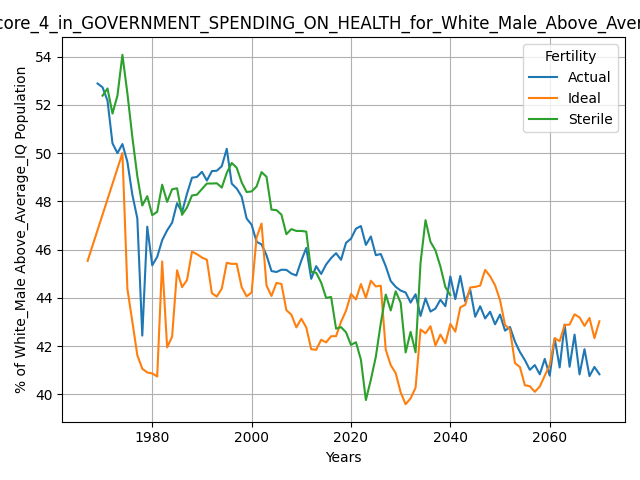 core_4_in_GOVERNMENT_SPENDING_ON_HEALTH_for_White_Male_Above_Aver
% of White_Male Above_Average_IQ Population
54
52
50
48
46
44
42
40
1980
2000
2020
2040
2060
Years
Fertility
Actual
Ideal
Sterile